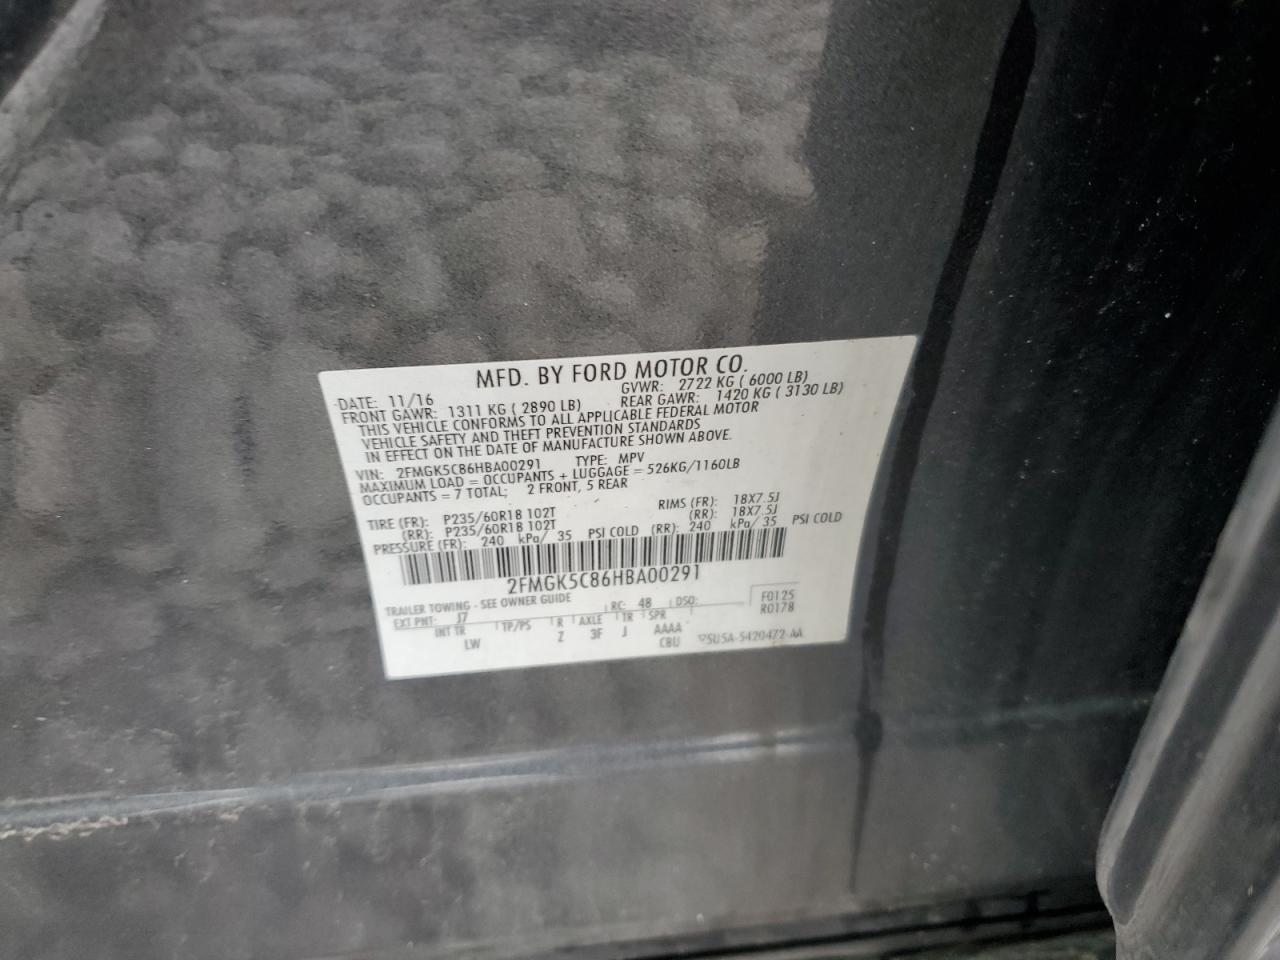 MFD. BY FORD MOTOR CO.
DATE: 11/16 GVWR: 2722 KG ( 6000 LB)
FRONT GAWR: 1311 KG ( 2890 LB) REAR GAWR: 1420 KG ( 3130 LB)
THIS VEHICLE CONFORMS TO ALL APPLICABLE FEDERAL MOTOR
VEHICLE SAFETY AND THEFT PREVENTION STANDARDS
IN EFFECT ON THE DATE OF MANUFACTURE SHOWN ABOVE.
VIN: 2FMGK5C86HBA00291 TYPE: MPV
MAXIMUM LOAD = OCCUPANTS + LUGGAGE = 526KG/1160LB
OCCUPANTS = 7 TOTAL; 2 FRONT, 5 REAR
TIRE (FR): P235/60R18 102T RIMS (FR): 18X7.5J
(RR): P235/60R18 102T (RR): 18X7.5J
PRESSURE (FR): 240 kPa/ 35 PSI COLD (RR): 240 kPa/ 35 PSI COLD
2FMGK5C86HBA00291
TRAILER TOWING - SEE OWNER GUIDE
EXT PNT: J7 RC: 48 DSO: F0125
R0178
INT TR TP/PS R AXLE TR SPR
LW Z 3F J AAAA
CBU
5U5A-5420472-AA